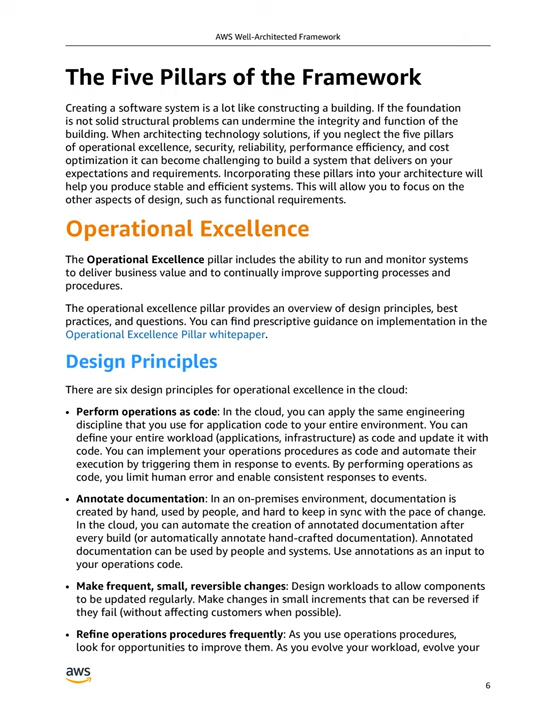 AWS Well-Architected Framework
The Five Pillars of the Framework
Creating a software system is a lot like constructing a building. If the foundation
is not solid structural problems can undermine the integrity and function of the
building. When architecting technology solutions, if you neglect the five pillars
of operational excellence, security, reliability, performance efficiency, and cost
optimization it can become challenging to build a system that delivers on your
expectations and requirements. Incorporating these pillars into your architecture will
help you produce stable and efficient systems. This will allow you to focus on the
other aspects of design, such as functional requirements.
Operational Excellence
The Operational Excellence pillar includes the ability to run and monitor systems
to deliver business value and to continually improve supporting processes and
procedures.
The operational excellence pillar provides an overview of design principles, best
practices, and questions. You can find prescriptive guidance on implementation in the
Operational Excellence Pillar whitepaper.
Design Principles
There are six design principles for operational excellence in the cloud:
• Perform operations as code: In the cloud, you can apply the same engineering
discipline that you use for application code to your entire environment. You can
define your entire workload (applications, infrastructure) as code and update it with
code. You can implement your operations procedures as code and automate their
execution by triggering them in response to events. By performing operations as
code, you limit human error and enable consistent responses to events.
• Annotate documentation: In an on-premises environment, documentation is
created by hand, used by people, and hard to keep in sync with the pace of change.
In the cloud, you can automate the creation of annotated documentation after
every build (or automatically annotate hand-crafted documentation). Annotated
documentation can be used by people and systems. Use annotations as an input to
your operations code.
• Make frequent, small, reversible changes: Design workloads to allow components
to be updated regularly. Make changes in small increments that can be reversed if
they fail (without affecting customers when possible).
• Refine operations procedures frequently: As you use operations procedures,
look for opportunities to improve them. As you evolve your workload, evolve your
aws
6